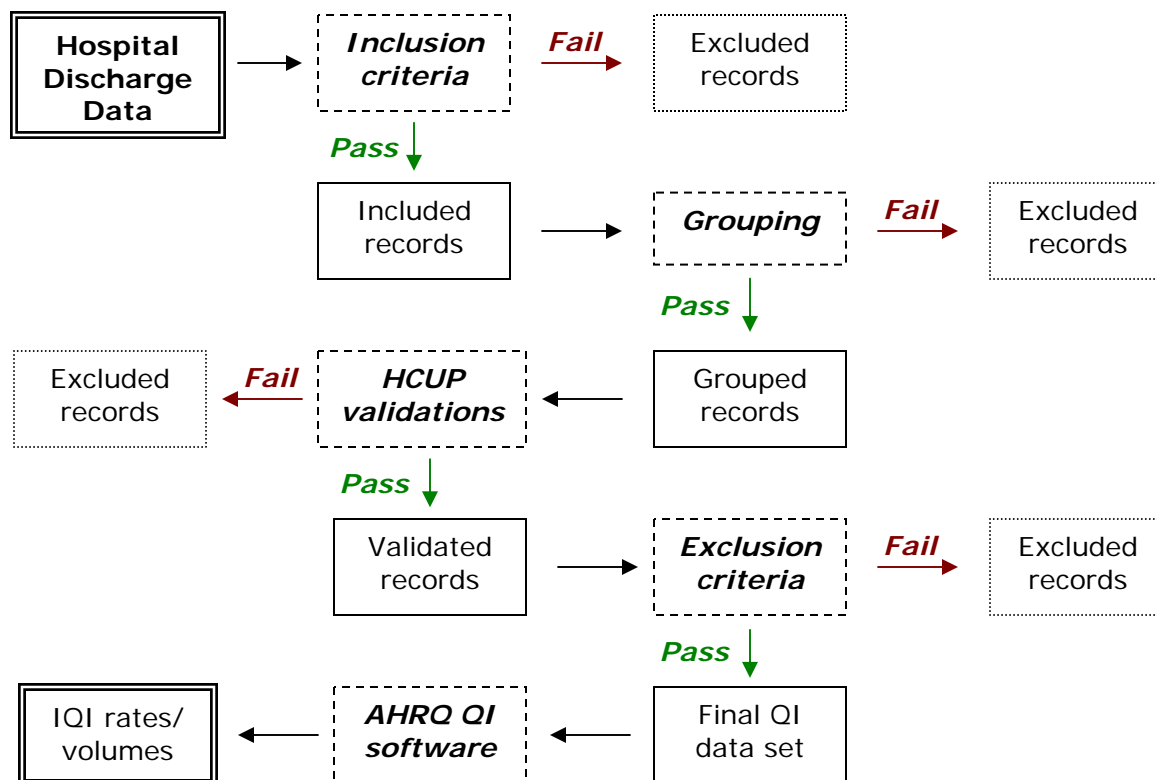 Hospital
Discharge
Data
Inclusion
criteria
Fail
Excluded
records
Pass
Included
records
Grouping
Fail
Excluded
records
Pass
Excluded
records
Fail
HCUP
validations
Grouped
records
Pass
Validated
records
Exclusion
criteria
Fail
Excluded
records
Pass
IQI rates/
volumes
AHRQ QI
software
Final QI
data set